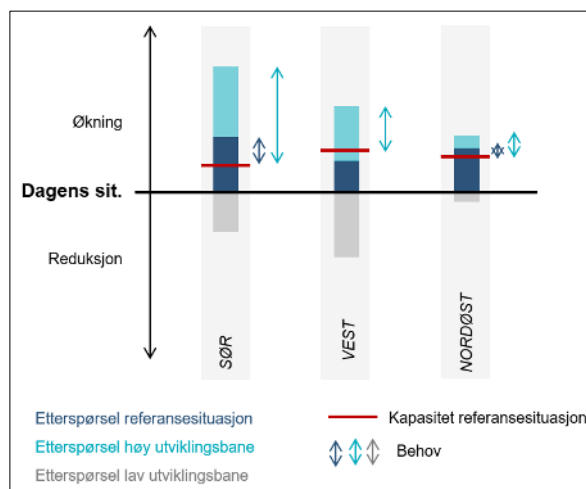 Økning
Dagens sit.
Reduksjon
SØR
VEST
NORDØST
Etterspørsel referansesituasjon
Etterspørsel høy utviklingsbane
Etterspørsel lav utviklingsbane
Kapasitet referansesituasjon
Behov